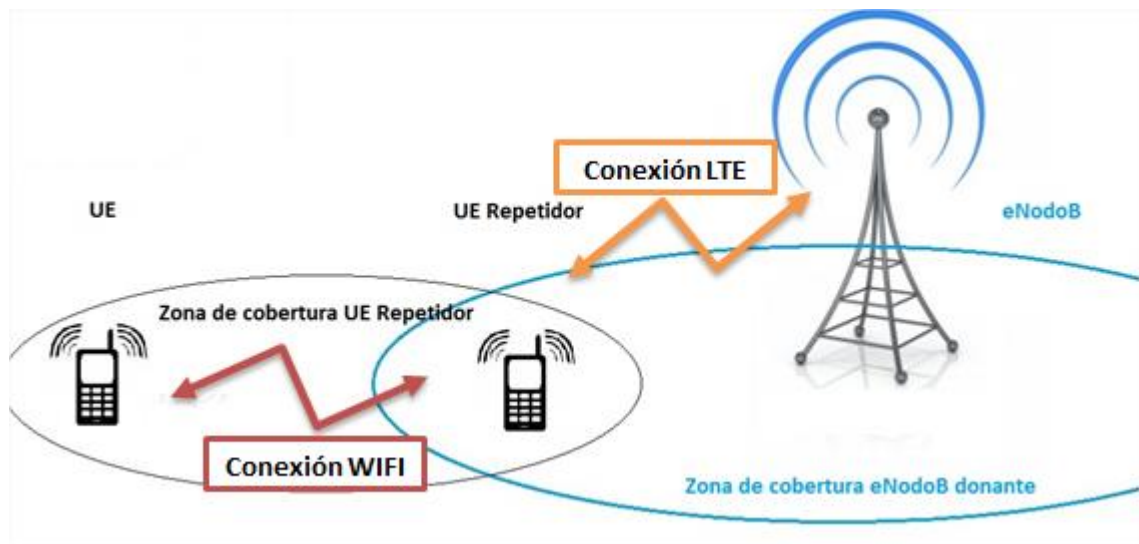 Conexión LTE
UE
UE Repetidor
eNodoB
Zona de cobertura UE Repetidor
Conexión WIFI
Zona de cobertura eNodoB donante